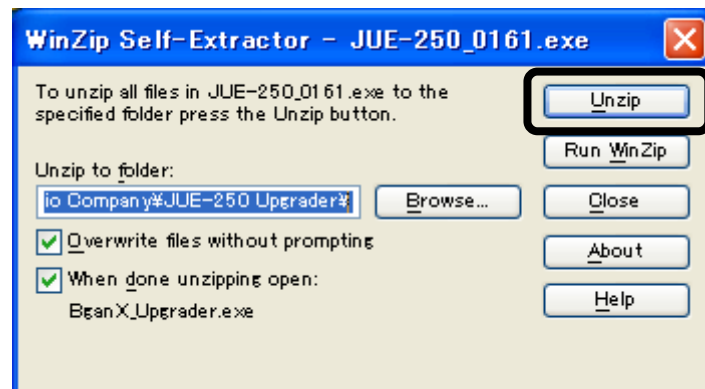 WinZip Self-Extractor - JUE-250_0161.exe
To unzip all files in JUE-250_0161.exe to the
specified folder press the Unzip button.
Unzip to folder:
io Company¥JUE-250 Upgrader¥
Browse...
Overwrite files without prompting
When done unzipping open:
BganX_Upgrader.exe
Unzip
Run WinZip
Close
About
Help